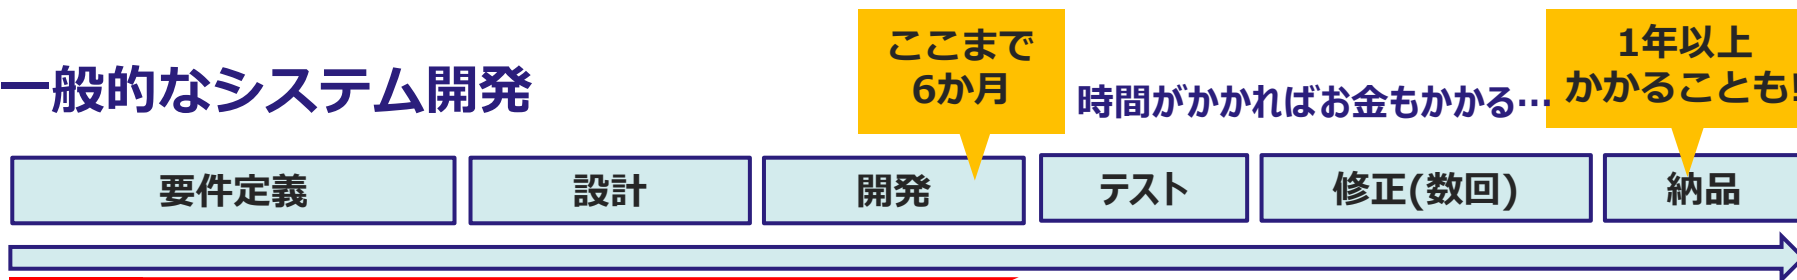 一般的なシステム開発
ここまで
6か月
時間がかかればお金もかかる…
1年以上
かかることも!
要件定義
設計
開発
テスト
修正(数回)
納品